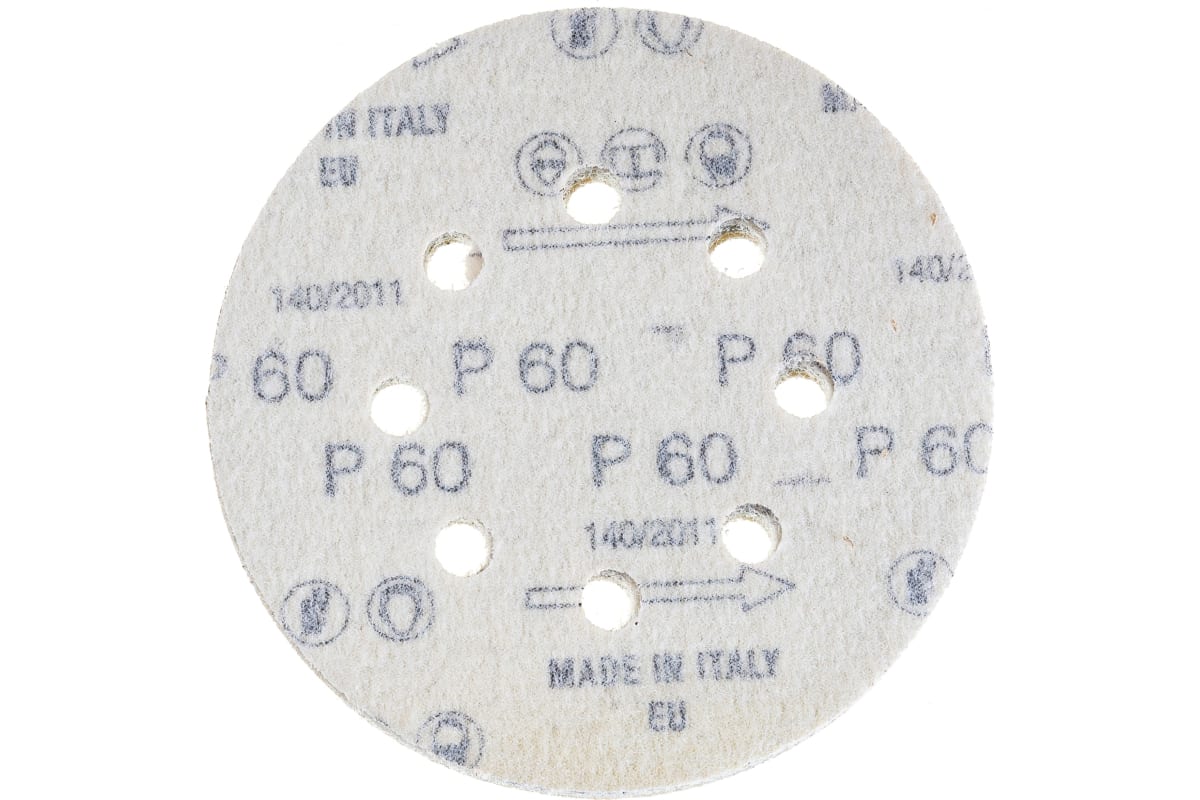 IN ITALY
EU
140/2011
140/2
P 60 P 60 P 60
P 60 P 60 P 60
140/2011
MADE IN ITALY
EU